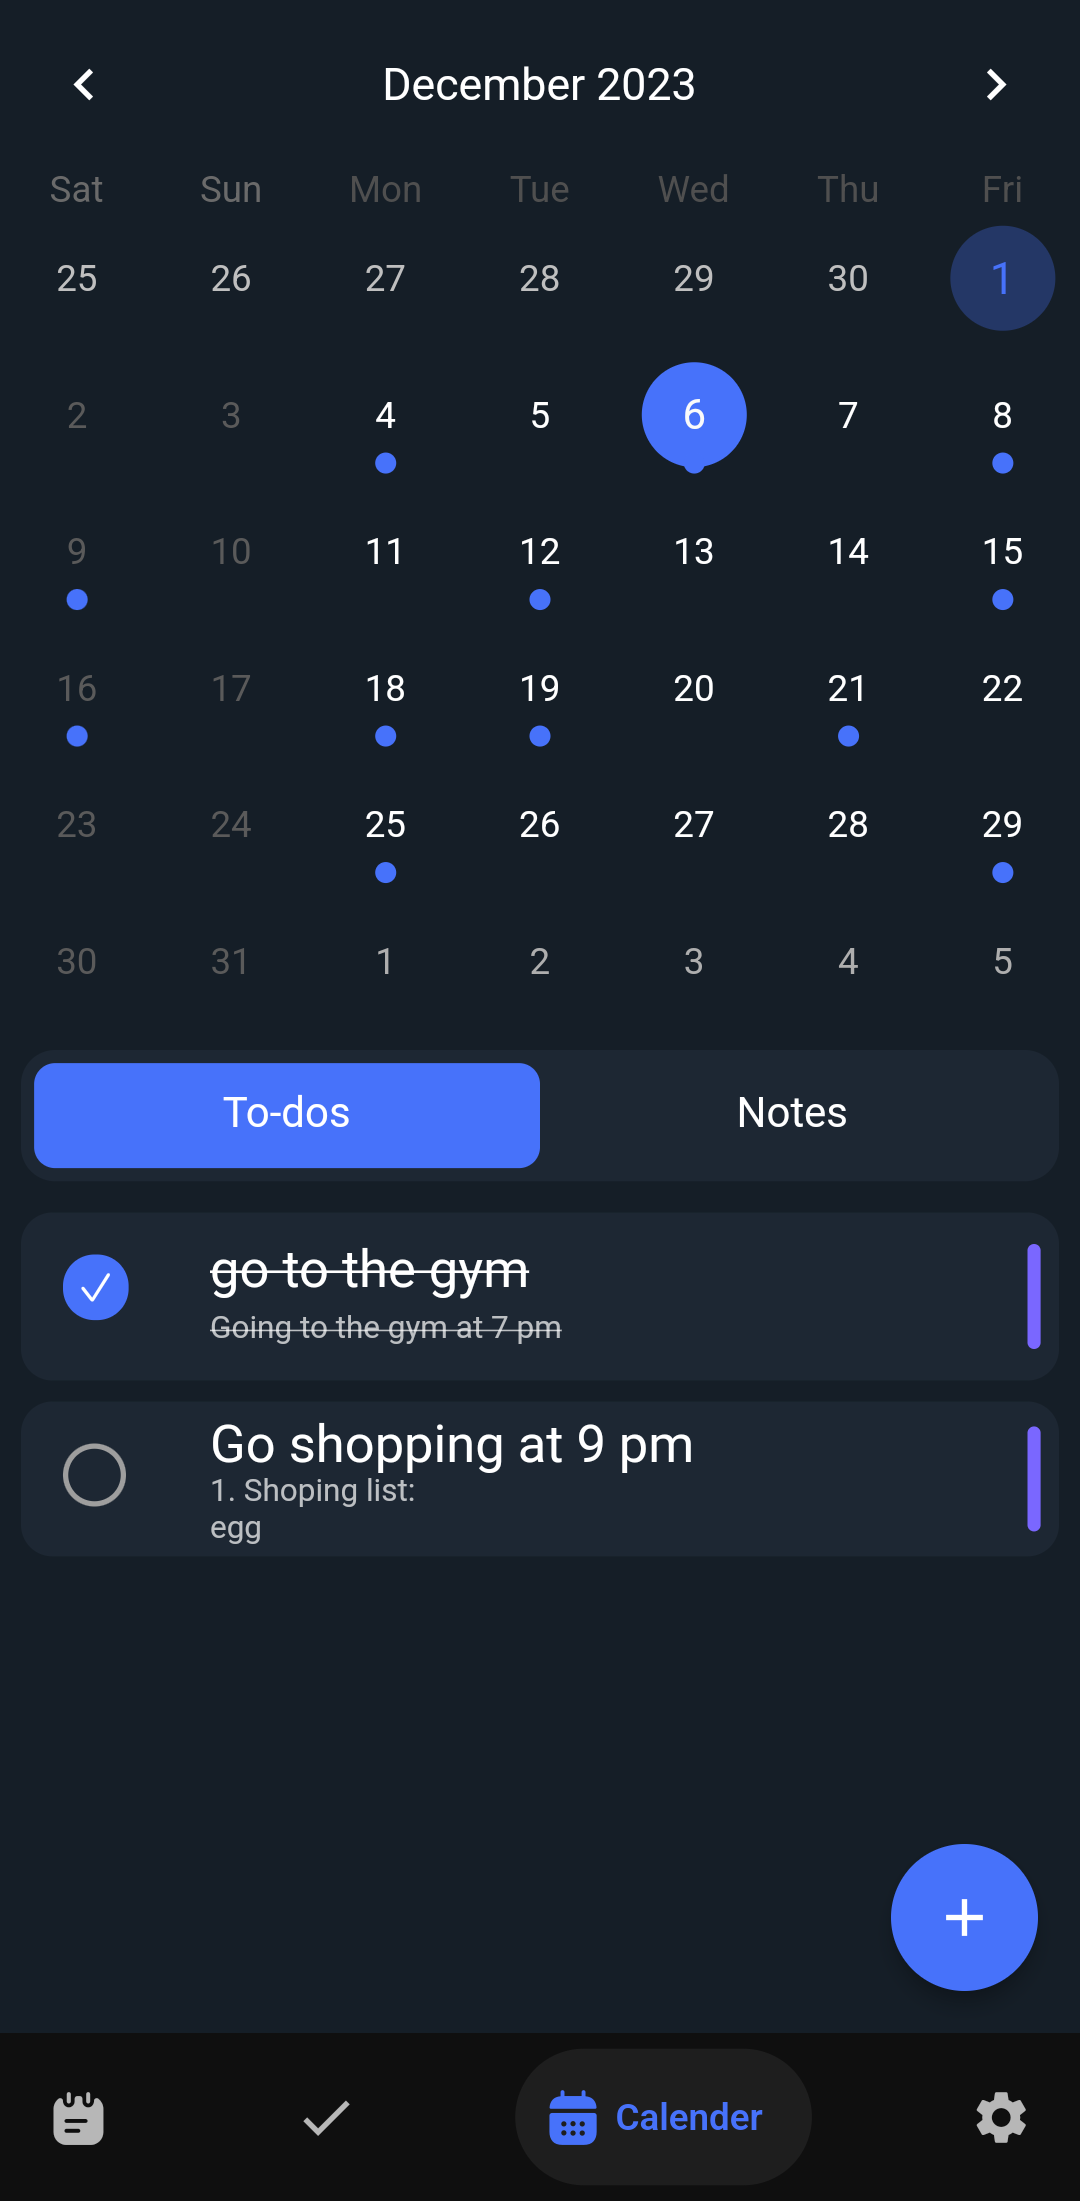 December 2023
Sat Sun Mon Tue Wed Thu Fri
25 26 27 28 29 30 1
2 3 4 5 6 7 8
9 10 11 12 13 14 15
16 17 18 19 20 21 22
23 24 25 26 27 28 29
30 31 1 2 3 4 5
To-dos Notes
go to the gym
Going to the gym at 7 pm
Go shopping at 9 pm
1. Shoping list:
egg
Calender